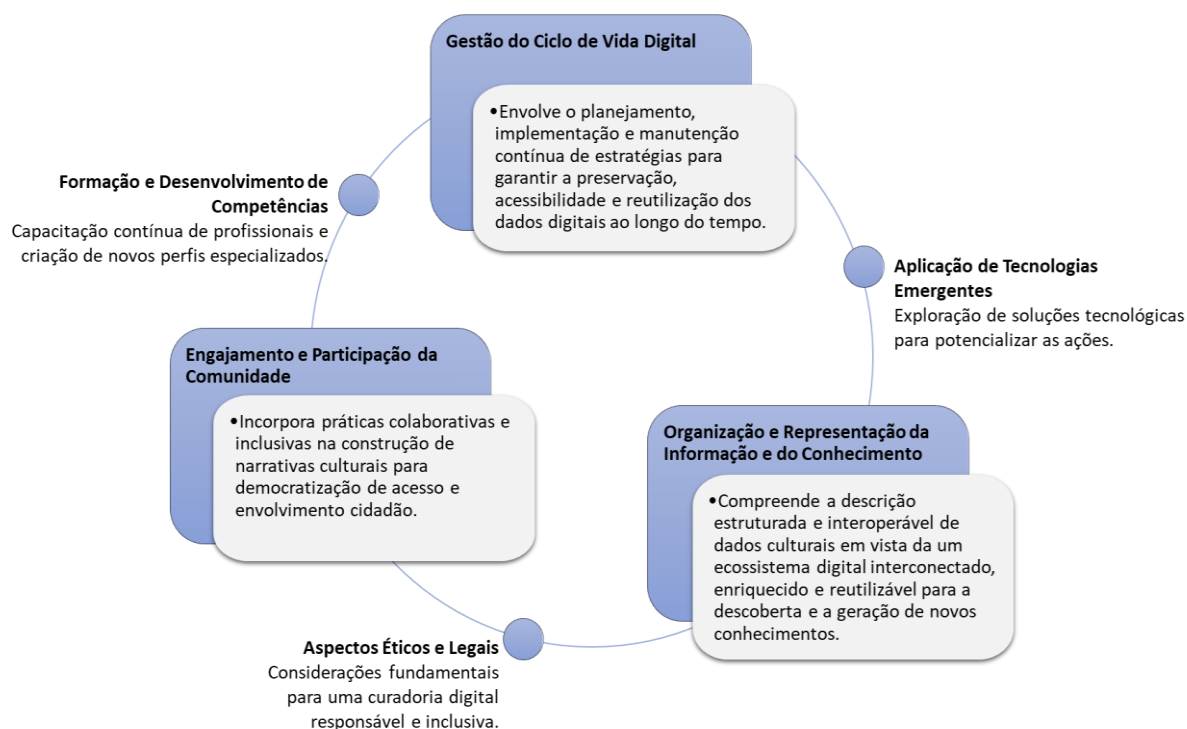 Gestão do Ciclo de Vida Digital
•Envolve o planejamento,
implementação e manutenção
contínua de estratégias para
garantir a preservação,
acessibilidade e reutilização dos
dados digitais ao longo do tempo.
Formação e Desenvolvimento de
Competências
Capacitação contínua de profissionais e
criação de novos perfis especializados.
Aplicação de Tecnologias
Emergentes
Exploração de soluções tecnológicas
para potencializar as ações.
Engajamento e Participação da
Comunidade
•Incorpora práticas colaborativas e
inclusivas na construção de
narrativas culturais para
democratização de acesso e
envolvimento cidadão.
Organização e Representação da
Informação e do Conhecimento
•Compreende a descrição
estruturada e interoperável de
dados culturais em vista da um
ecossistema digital interconectado,
enriquecido e reutilizável para a
descoberta e a geração de novos
conhecimentos.
Aspectos Éticos e Legais
Considerações fundamentais
para uma curadoria digital
responsável e inclusiva.